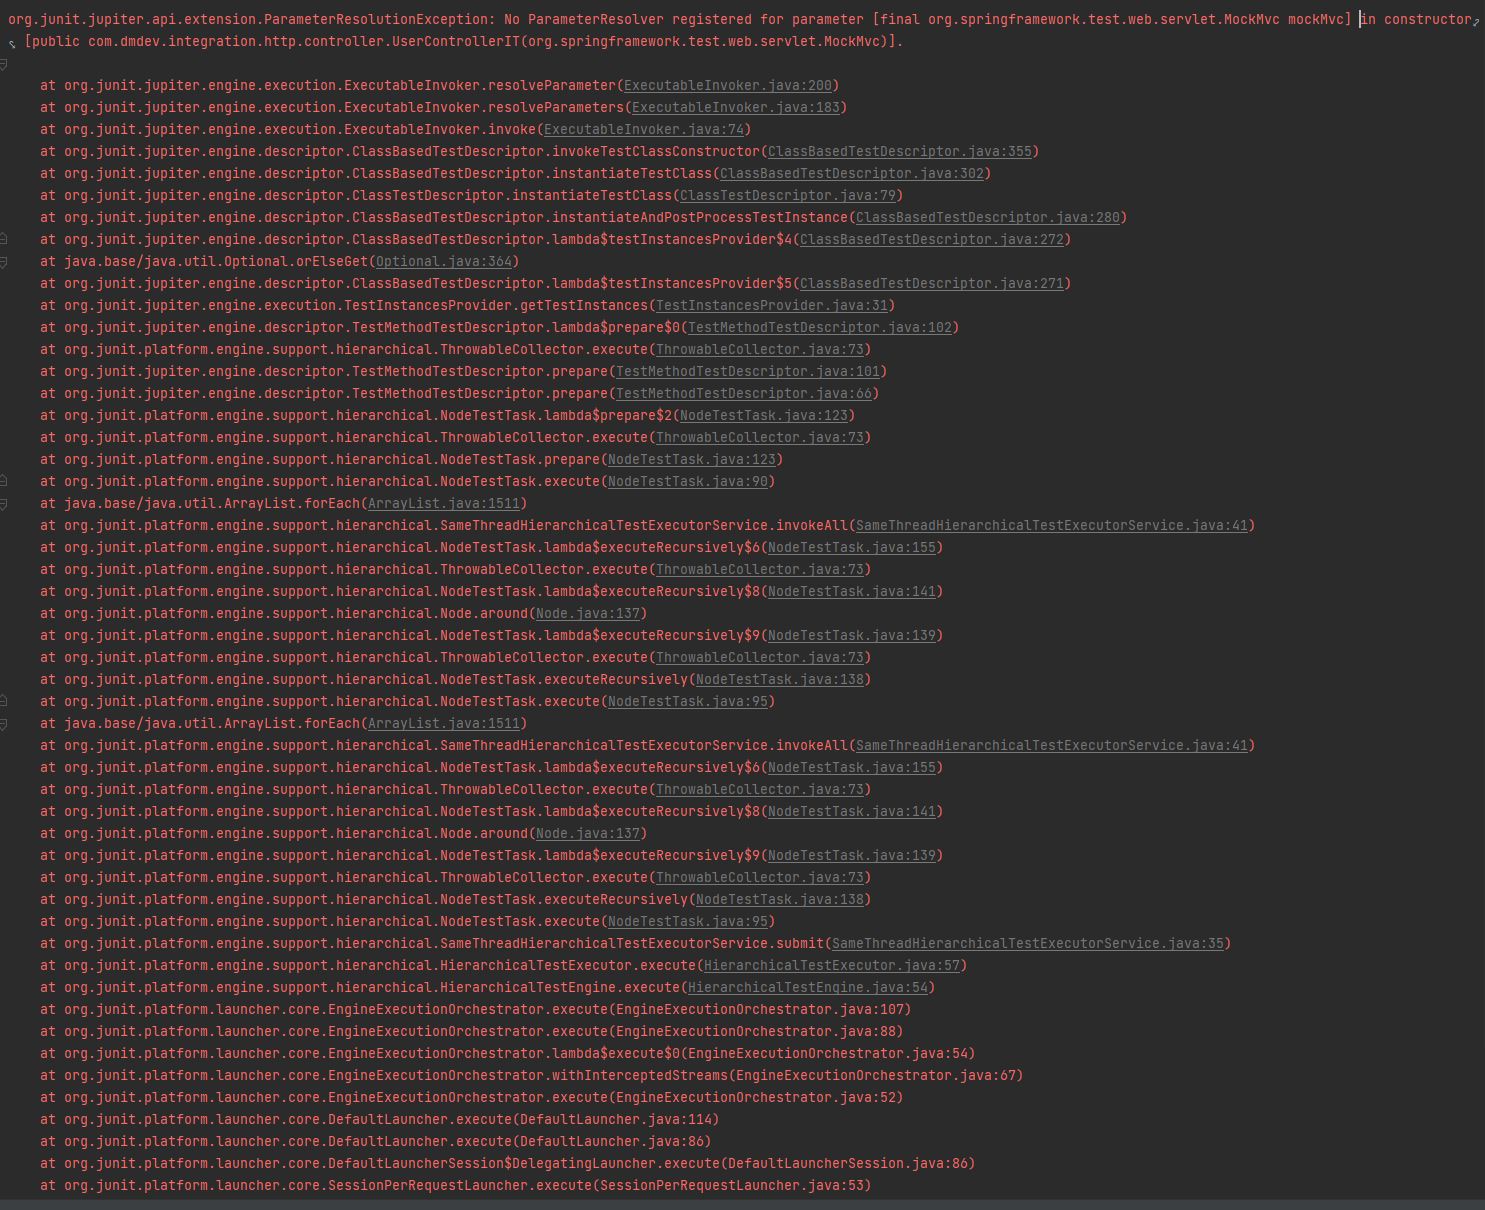 org.junit.jupiter.api.extension.ParameterResolutionException: No ParameterResolver registered for parameter [final org.springframework.test.web.servlet.MockMvc mockMvc] in constructor
[public com.dmdev.integration.http.controller.UserControllerIT(org.springframework.test.web.servlet.MockMvc)].
at org.junit.jupiter.engine.execution.ExecutableInvoker.resolveParameter(ExecutableInvoker.java:200)
at org.junit.jupiter.engine.execution.ExecutableInvoker.resolveParameters(ExecutableInvoker.java:183)
at org.junit.jupiter.engine.execution.ExecutableInvoker.invoke(ExecutableInvoker.java:74)
at org.junit.jupiter.engine.descriptor.ClassBasedTestDescriptor.invokeTestClassConstructor(ClassBasedTestDescriptor.java:355)
at org.junit.jupiter.engine.descriptor.ClassBasedTestDescriptor.instantiateTestClass(ClassBasedTestDescriptor.java:302)
at org.junit.jupiter.engine.descriptor.ClassTestDescriptor.instantiateTestClass(ClassTestDescriptor.java:79)
at org.junit.jupiter.engine.descriptor.ClassBasedTestDescriptor.instantiateAndPostProcessTestInstance(ClassBasedTestDescriptor.java:280)
at org.junit.jupiter.engine.descriptor.ClassBasedTestDescriptor.lambda$testInstancesProvider$4(ClassBasedTestDescriptor.java:272)
at java.base/java.util.Optional.orElseGet(Optional.java:364)
at org.junit.jupiter.engine.descriptor.ClassBasedTestDescriptor.lambda$testInstancesProvider$5(ClassBasedTestDescriptor.java:271)
at org.junit.jupiter.engine.execution.TestInstancesProvider.getTestInstances(TestInstancesProvider.java:31)
at org.junit.jupiter.engine.descriptor.TestMethodTestDescriptor.lambda$prepare$0(TestMethodTestDescriptor.java:102)
at org.junit.platform.engine.support.hierarchical.ThrowableCollector.execute(ThrowableCollector.java:73)
at org.junit.jupiter.engine.descriptor.TestMethodTestDescriptor.prepare(TestMethodTestDescriptor.java:101)
at org.junit.jupiter.engine.descriptor.TestMethodTestDescriptor.prepare(TestMethodTestDescriptor.java:66)
at org.junit.platform.engine.support.hierarchical.NodeTestTask.lambda$prepare$2(NodeTestTask.java:123)
at org.junit.platform.engine.support.hierarchical.ThrowableCollector.execute(ThrowableCollector.java:73)
at org.junit.platform.engine.support.hierarchical.NodeTestTask.prepare(NodeTestTask.java:123)
at org.junit.platform.engine.support.hierarchical.NodeTestTask.execute(NodeTestTask.java:90)
at java.base/java.util.ArrayList.forEach(ArrayList.java:1511)
at org.junit.platform.engine.support.hierarchical.SameThreadHierarchicalTestExecutorService.invokeAll(SameThreadHierarchicalTestExecutorService.java:41)
at org.junit.platform.engine.support.hierarchical.NodeTestTask.lambda$executeRecursively$6(NodeTestTask.java:155)
at org.junit.platform.engine.support.hierarchical.ThrowableCollector.execute(ThrowableCollector.java:73)
at org.junit.platform.engine.support.hierarchical.NodeTestTask.lambda$executeRecursively$8(NodeTestTask.java:141)
at org.junit.platform.engine.support.hierarchical.Node.around(Node.java:137)
at org.junit.platform.engine.support.hierarchical.NodeTestTask.lambda$executeRecursively$9(NodeTestTask.java:139)
at org.junit.platform.engine.support.hierarchical.ThrowableCollector.execute(ThrowableCollector.java:73)
at org.junit.platform.engine.support.hierarchical.NodeTestTask.executeRecursively(NodeTestTask.java:138)
at org.junit.platform.engine.support.hierarchical.NodeTestTask.execute(NodeTestTask.java:95)
at java.base/java.util.ArrayList.forEach(ArrayList.java:1511)
at org.junit.platform.engine.support.hierarchical.SameThreadHierarchicalTestExecutorService.invokeAll(SameThreadHierarchicalTestExecutorService.java:41)
at org.junit.platform.engine.support.hierarchical.NodeTestTask.lambda$executeRecursively$6(NodeTestTask.java:155)
at org.junit.platform.engine.support.hierarchical.ThrowableCollector.execute(ThrowableCollector.java:73)
at org.junit.platform.engine.support.hierarchical.NodeTestTask.lambda$executeRecursively$8(NodeTestTask.java:141)
at org.junit.platform.engine.support.hierarchical.Node.around(Node.java:137)
at org.junit.platform.engine.support.hierarchical.NodeTestTask.lambda$executeRecursively$9(NodeTestTask.java:139)
at org.junit.platform.engine.support.hierarchical.ThrowableCollector.execute(ThrowableCollector.java:73)
at org.junit.platform.engine.support.hierarchical.NodeTestTask.executeRecursively(NodeTestTask.java:138)
at org.junit.platform.engine.support.hierarchical.NodeTestTask.execute(NodeTestTask.java:95)
at org.junit.platform.engine.support.hierarchical.SameThreadHierarchicalTestExecutorService.submit(SameThreadHierarchicalTestExecutorService.java:35)
at org.junit.platform.engine.support.hierarchical.HierarchicalTestExecutor.execute(HierarchicalTestExecutor.java:57)
at org.junit.platform.engine.support.hierarchical.HierarchicalTestEngine.execute(HierarchicalTestEngine.java:54)
at org.junit.platform.launcher.core.EngineExecutionOrchestrator.execute(EngineExecutionOrchestrator.java:107)
at org.junit.platform.launcher.core.EngineExecutionOrchestrator.execute(EngineExecutionOrchestrator.java:88)
at org.junit.platform.launcher.core.EngineExecutionOrchestrator.lambda$execute$0(EngineExecutionOrchestrator.java:54)
at org.junit.platform.launcher.core.EngineExecutionOrchestrator.withInterceptedStreams(EngineExecutionOrchestrator.java:67)
at org.junit.platform.launcher.core.EngineExecutionOrchestrator.execute(EngineExecutionOrchestrator.java:52)
at org.junit.platform.launcher.core.DefaultLauncher.execute(DefaultLauncher.java:114)
at org.junit.platform.launcher.core.DefaultLauncher.execute(DefaultLauncher.java:86)
at org.junit.platform.launcher.core.DefaultLauncherSession$DelegatingLauncher.execute(DefaultLauncherSession.java:86)
at org.junit.platform.launcher.core.SessionPerRequestLauncher.execute(SessionPerRequestLauncher.java:53)